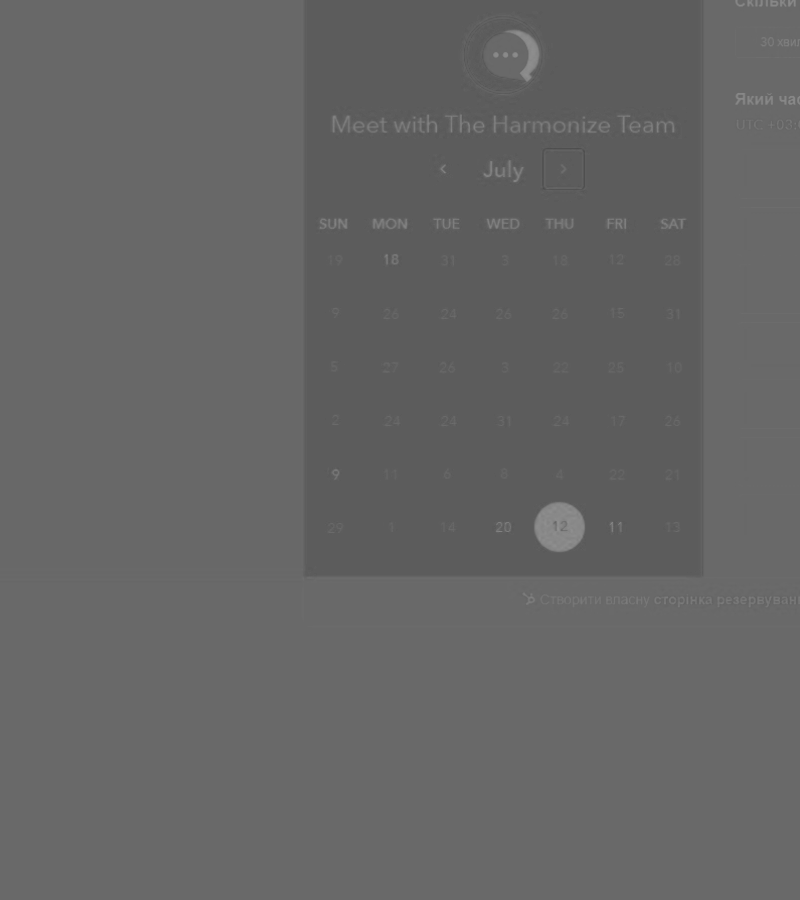 Скільки
30 хвил
Meet with The Harmonize Team
Який час
UTC +03:
July
SUN MON TUE WED THU FRI SAT
19 18 31 3 18 12 28
9 26 24 26 26 15 31
5 27 26 3 22 25 10
2 24 24 31 24 17 26
9 11 6 8 4 22 21
29 1 14 20 12 11 13
Створити власну сторінка резервуван